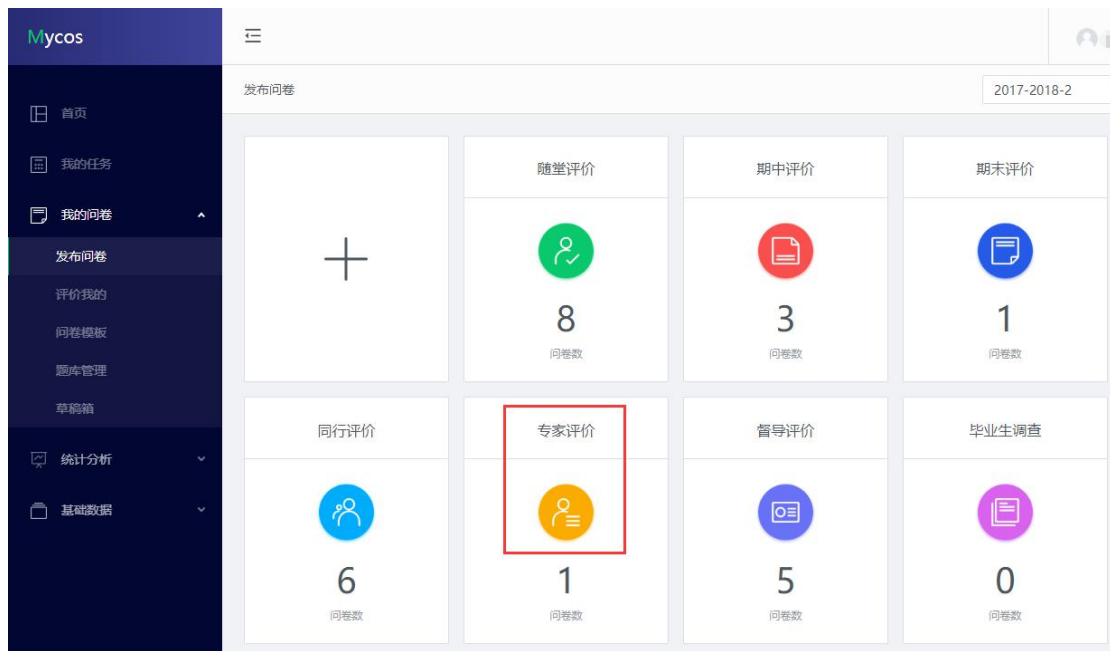 Mycos
发布问卷
2017-2018-2
首页
我的任务
我的问卷
发布问卷
评价我的
问卷模板
题库管理
草稿箱
统计分析
基础数据
随堂评价
8
问卷数
期中评价
3
问卷数
期末评价
1
问卷数
同行评价
6
问卷数
专家评价
1
问卷数
督导评价
5
问卷数
毕业生调查
0
问卷数